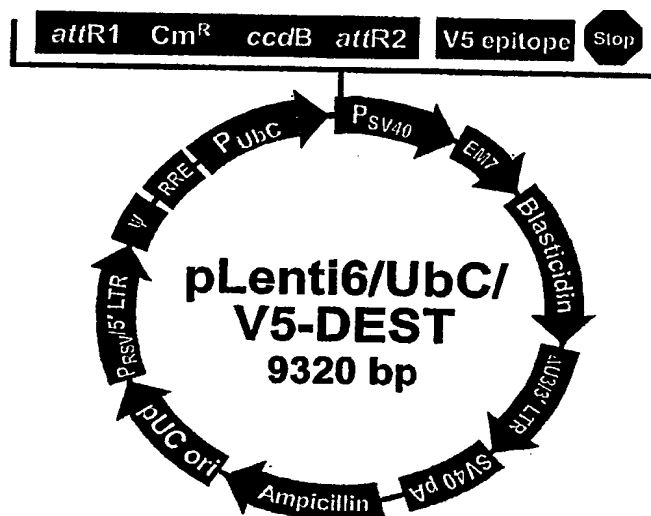 attR1 CmR ccdB attR2 V5 epitope Stop
PUbC
PSV40
EM7
Blasticidin
ΔU3/3' LTR
SV40 pA
Ampicillin
pUC ori
PRSV/5' LTR
Ψ
RRE
pLenti6/UbC/
V5-DEST
9320 bp